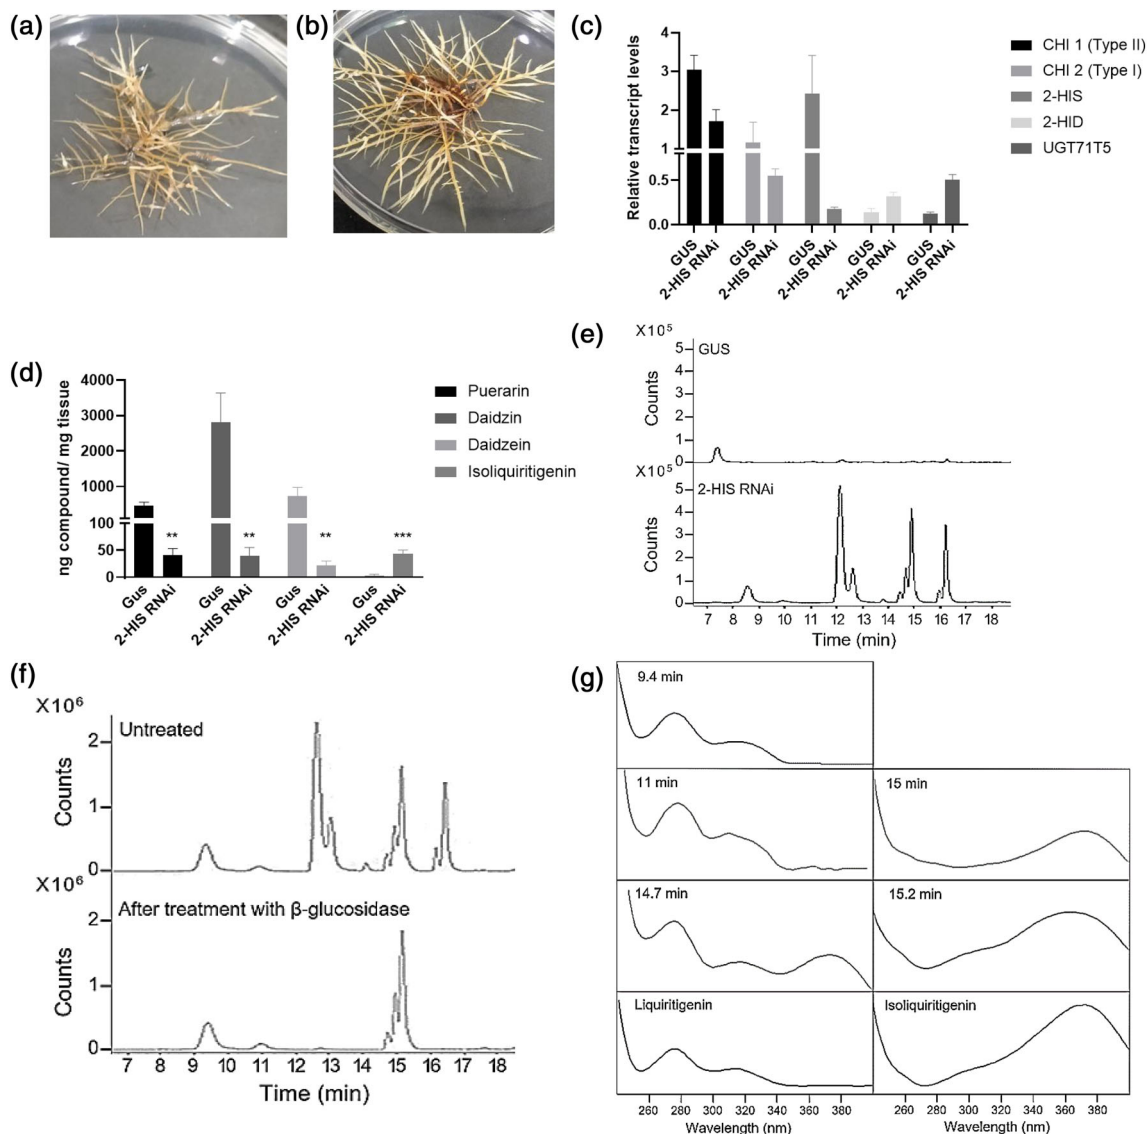 (a)
(b)
(c)
Relative transcript levels
4
3
2
1
0.5
0.0
GUS
2-HIS RNAi
GUS
2-HIS RNAi
GUS
2-HIS RNAi
GUS
2-HIS RNAi
GUS
2-HIS RNAi
CHI 1 (Type II)
CHI 2 (Type I)
2-HIS
2-HID
UGT71T5
(d)
ng compound/ mg tissue
4000
3000
2000
1000
100
50
0
**
**
**
***
Gus
2-HIS RNAi
Gus
2-HIS RNAi
Gus
2-HIS RNAi
Gus
2-HIS RNAi
Puerarin
Daidzin
Daidzein
Isoliquiritigenin
(e)
X10⁵
GUS
Counts
5
4
3
2
1
0
X10⁵
2-HIS RNAi
Counts
5
4
3
2
1
0
7 8 9 10 11 12 13 14 15 16 17 18
Time (min)
(f)
X10⁶
Untreated
Counts
2
1
0
X10⁶
After treatment with β-glucosidase
Counts
2
1
0
7 8 9 10 11 12 13 14 15 16 17 18
Time (min)
(g)
9.4 min
11 min
15 min
14.7 min
15.2 min
Liquiritigenin
Isoliquiritigenin
260 280 300 320 340 360 380
260 280 300 320 340 360 380
Wavelength (nm)
Wavelength (nm)